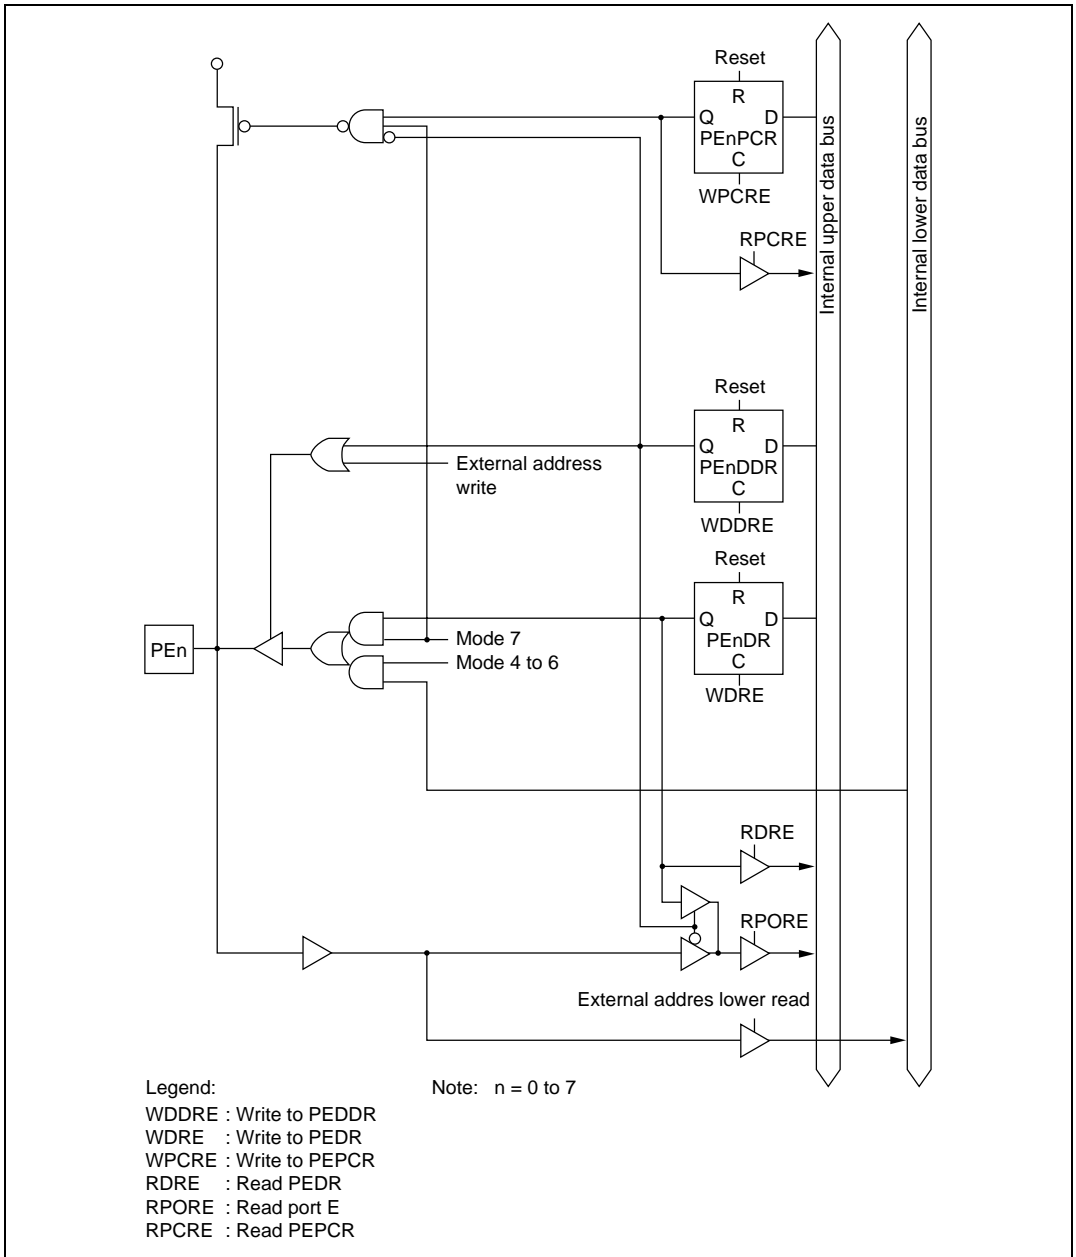 Reset
R
Q D
PEnPCR
C
WPCRE
RPCRE
Internal upper data bus
Internal lower data bus
Reset
R
Q D
PEnDDR
C
WDDRE
External address
write
Reset
R
Q D
PEnDR
C
WDRE
Mode 7
Mode 4 to 6
PEn
RDRE
RPORE
External addres lower read
Legend:
WDDRE : Write to PEDDR
WDRE : Write to PEDR
WPCRE : Write to PEPCR
RDRE : Read PEDR
RPORE : Read port E
RPCRE : Read PEPCR
Note: n = 0 to 7